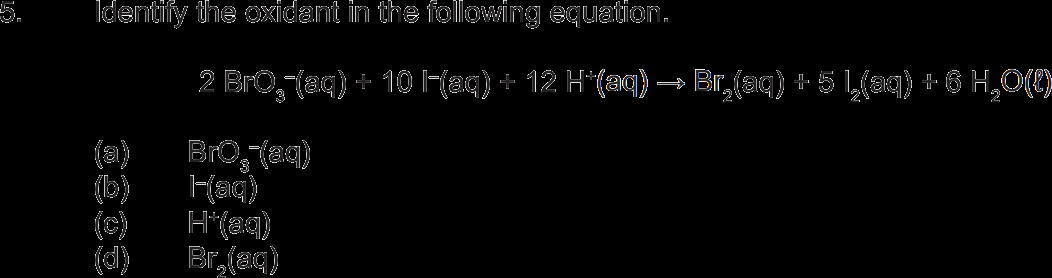 5. Identify the oxidant in the following equation.
2 BrO₃⁻(aq) + 10 I⁻(aq) + 12 H⁺(aq) → Br₂(aq) + 5 I₂(aq) + 6 H₂O(ℓ)
(a) BrO₃⁻(aq)
(b) I⁻(aq)
(c) H⁺(aq)
(d) Br₂(aq)